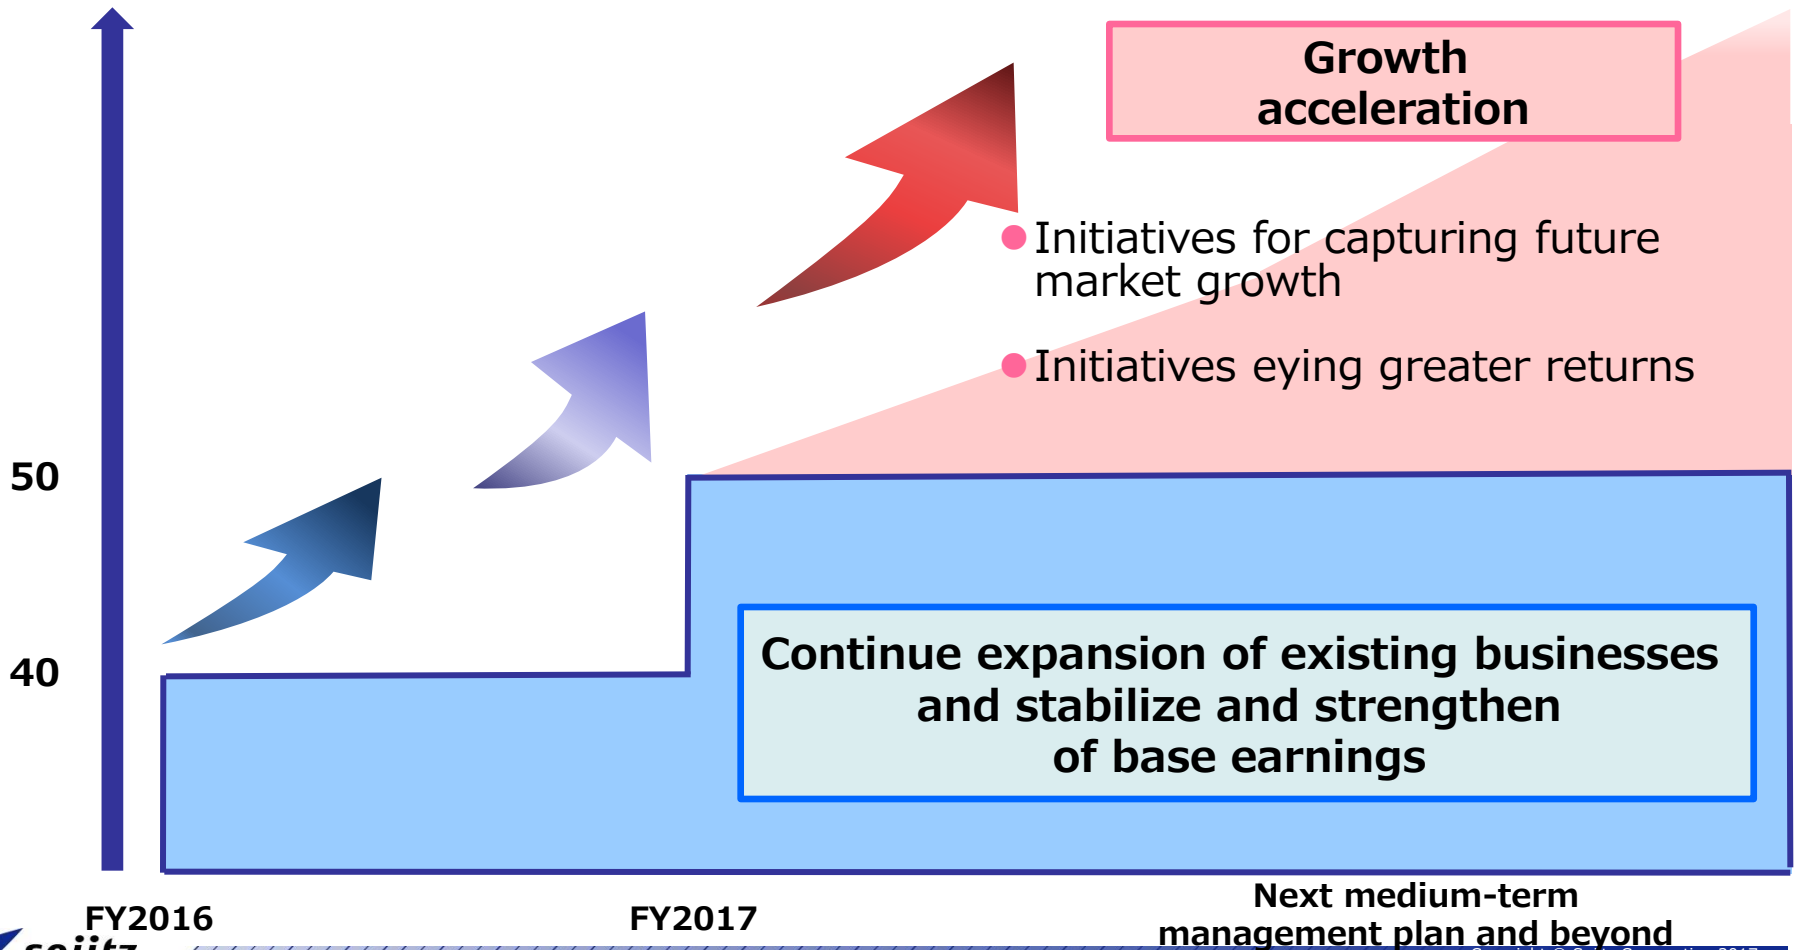 Growth
acceleration
● Initiatives for capturing future
market growth
● Initiatives eying greater returns
50
40
Continue expansion of existing businesses
and stabilize and strengthen
of base earnings
FY2016
FY2017
Next medium-term
management plan and beyond
sojitz